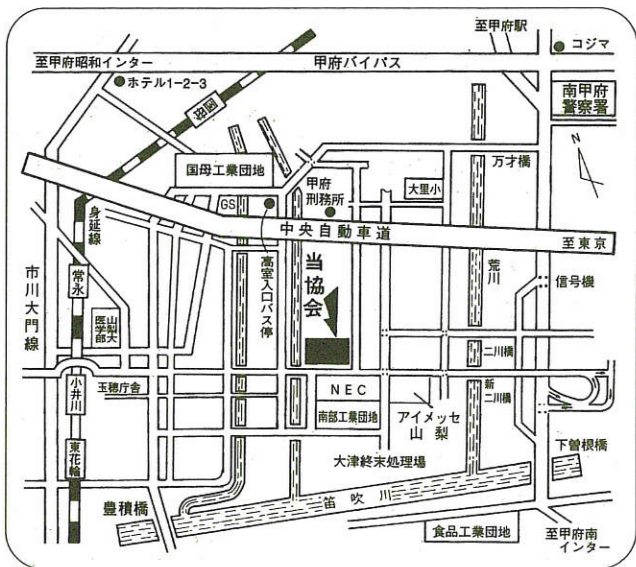 至甲府駅
コジマ
至甲府昭和インター
甲府バイパス
ホテル1-2-3
国母
南甲府
警察署
N
国母工業団地
万才橋
GS
甲府
刑務所
大里小
身延線
中央自動車道
至東京
市川大門線
常永
高室入口バス停
当協会
荒川
信号機
山梨大
医学部
二川橋
小井川
玉穂庁舎
NEC
新二川橋
南部工業団地
アイメッセ
山梨
東花輪
大津終末処理場
下曽根橋
豊積橋
笛吹川
食品工業団地
至甲府南
インター